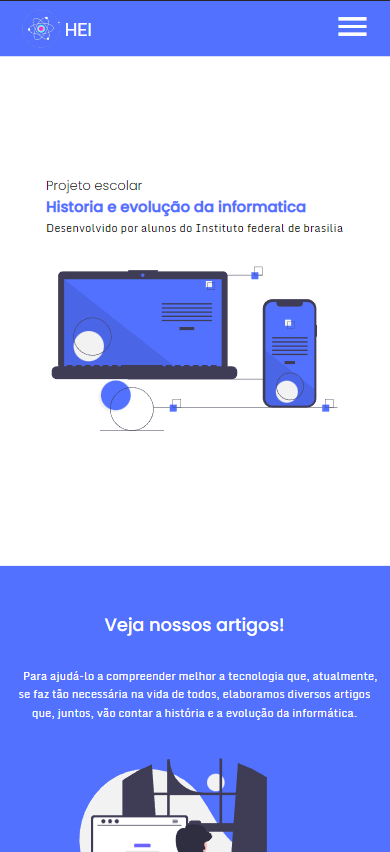 HEI
Projeto escolar
Historia e evolução da informatica
Desenvolvido por alunos do Instituto federal de brasilia
Veja nossos artigos!
Para ajudá-lo a compreender melhor a tecnologia que, atualmente,
se faz tão necessária na vida de todos, elaboramos diversos artigos
que, juntos, vão contar a história e a evolução da informática.